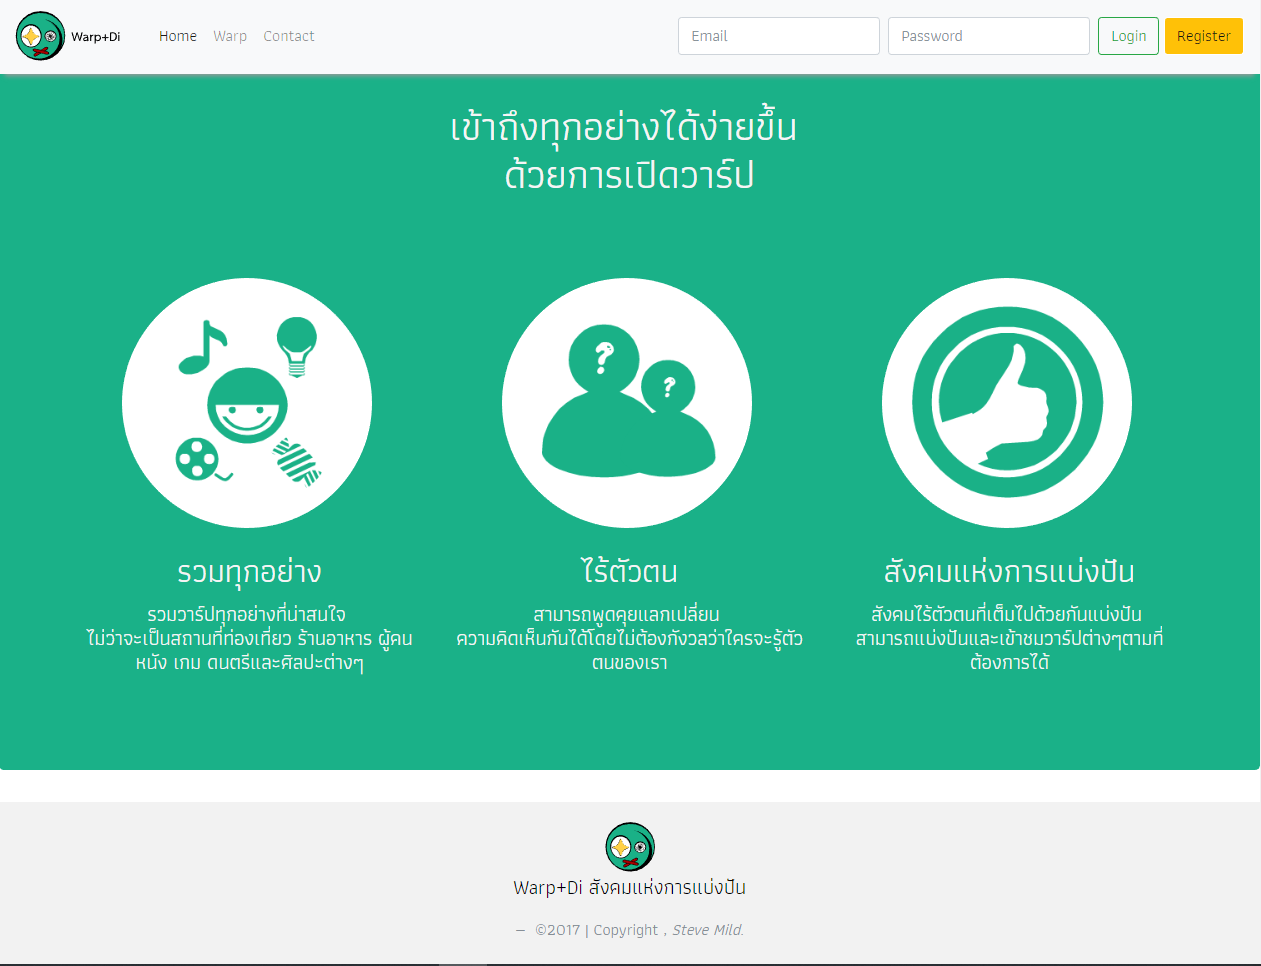 Warp+Di Home Warp Contact Email Password Login Register
เข้าถึงทุกอย่างได้ง่ายขึ้น
ด้วยการเปิดวาร์ป
? ?
รวมทุกอย่าง
รวมวาร์ปทุกอย่างที่น่าสนใจ
ไม่ว่าจะเป็นสถานที่ท่องเที่ยว ร้านอาหาร ผู้คน
หนัง เกม ดนตรีและศิลปะต่างๆ
ไร้ตัวตน
สามารถพูดคุยแลกเปลี่ยน
ความคิดเห็นกันได้โดยไม่ต้องกังวลว่าใครจะรู้ตัว
ตนของเรา
สังคมแห่งการแบ่งปัน
สังคมไร้ตัวตนที่เต็มไปด้วยกันแบ่งปัน
สามารถแบ่งปันและเข้าชมวาร์ปต่างๆตามที่
ต้องการได้
Warp+Di สังคมแห่งการแบ่งปัน
— ©2017 | Copyright , Steve Mild.